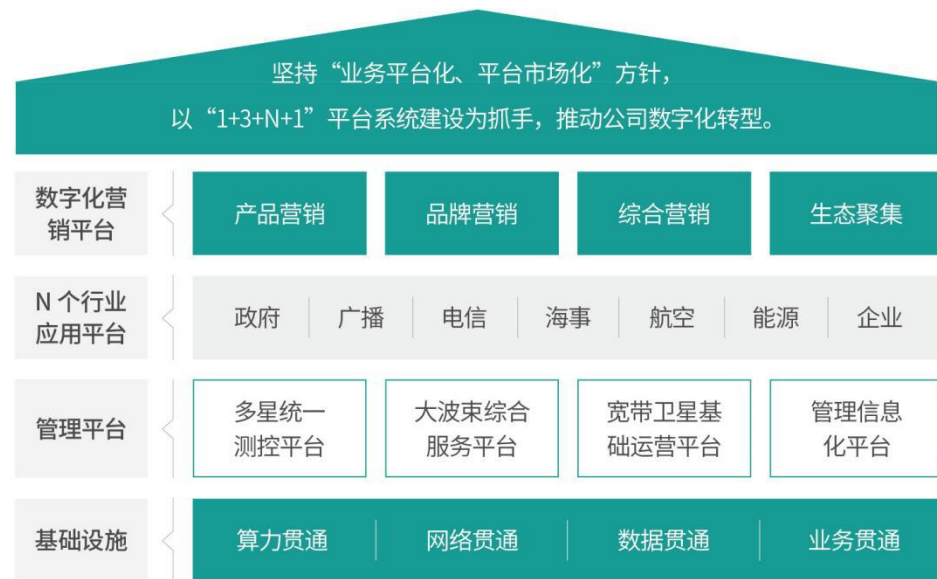 坚持“业务平台化、平台市场化”方针，
以“1+3+N+1”平台系统建设为抓手，推动公司数字化转型。
数字化营
销平台
产品营销 品牌营销 综合营销 生态聚集
N 个行业
应用平台
政府 广播 电信 海事 航空 能源 企业
管理平台
多星统一
测控平台
大波束综合
服务平台
宽带卫星基
础运营平台
管理信息
化平台
基础设施
算力贯通 网络贯通 数据贯通 业务贯通